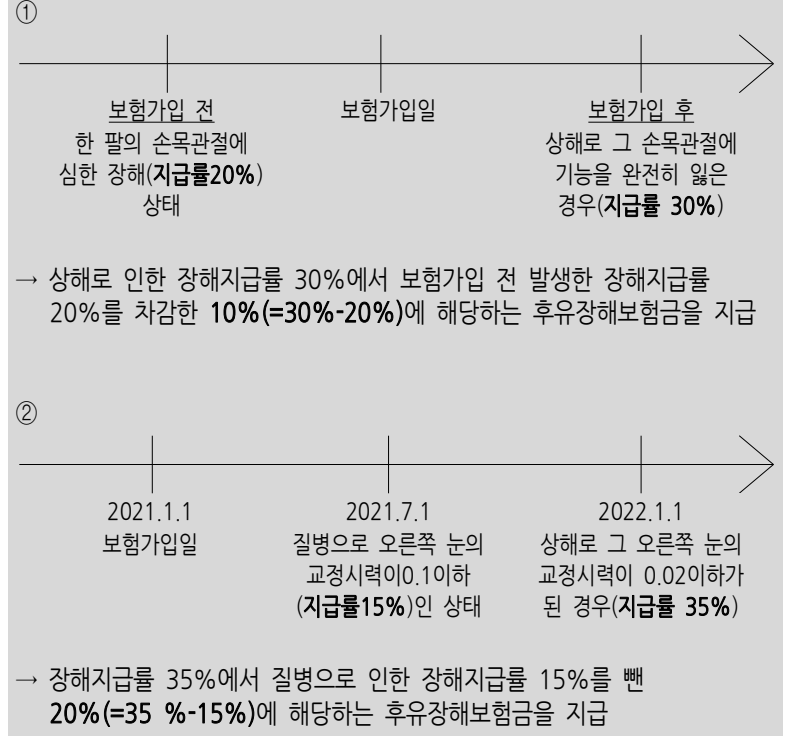 ①
보험가입 전
한 팔의 손목관절에
심한 장해(지급률20%)
상태
보험가입일
보험가입 후
상해로 그 손목관절에
기능을 완전히 잃은
경우(지급률 30%)
→ 상해로 인한 장해지급률 30%에서 보험가입 전 발생한 장해지급률
20%를 차감한 10%(=30%-20%)에 해당하는 후유장해보험금을 지급
②
2021.1.1
보험가입일
2021.7.1
질병으로 오른쪽 눈의
교정시력이0.1이하
(지급률15%)인 상태
2022.1.1
상해로 그 오른쪽 눈의
교정시력이 0.02이하가
된 경우(지급률 35%)
→ 장해지급률 35%에서 질병으로 인한 장해지급률 15%를 뺀
20%(=35 %-15%)에 해당하는 후유장해보험금을 지급